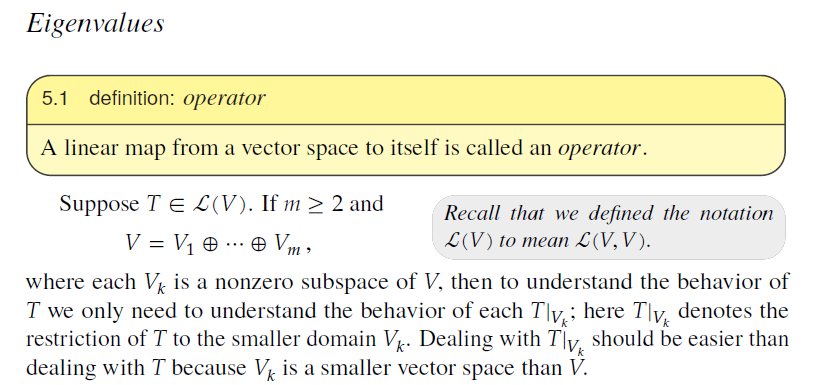 Eigenvalues
5.1 definition: operator
A linear map from a vector space to itself is called an operator.
Suppose T ∈ ℒ(V). If m ≥ 2 and
V = V₁ ⊕ ⋯ ⊕ Vₘ,
Recall that we defined the notation
ℒ(V) to mean ℒ(V, V).
where each Vₖ is a nonzero subspace of V, then to understand the behavior of
T we only need to understand the behavior of each T|_{Vₖ}; here T|_{Vₖ} denotes the
restriction of T to the smaller domain Vₖ. Dealing with T|_{Vₖ} should be easier than
dealing with T because Vₖ is a smaller vector space than V.